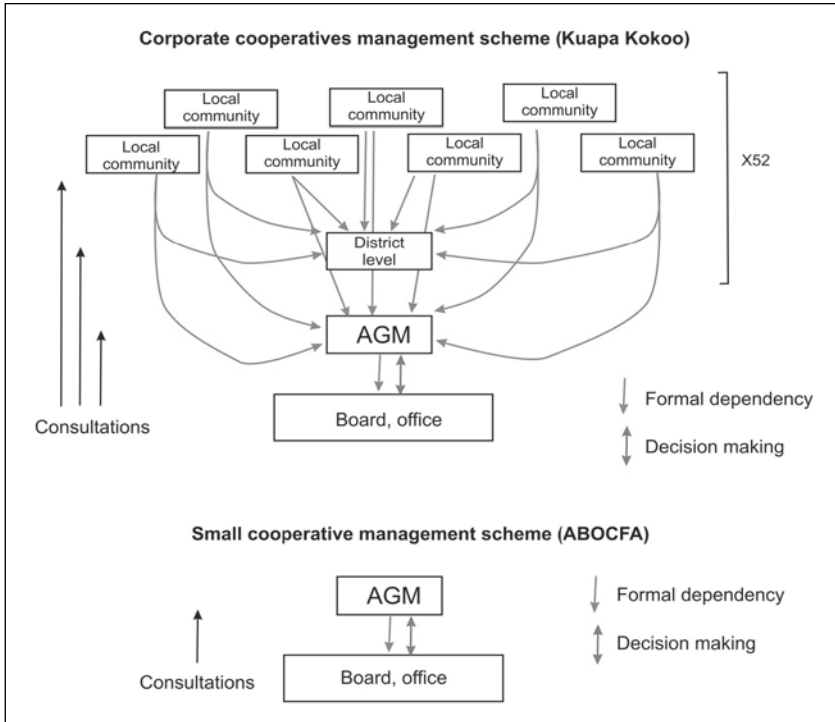 Corporate cooperatives management scheme (Kuapa Kokoo)
Local
community
Local
community
Local
community
Local
community
Local
community
Local
community
Local
community
X52
District
level
AGM
Board, office
Consultations
Formal dependency
Decision making
Small cooperative management scheme (ABOCFA)
AGM
Board, office
Consultations
Formal dependency
Decision making